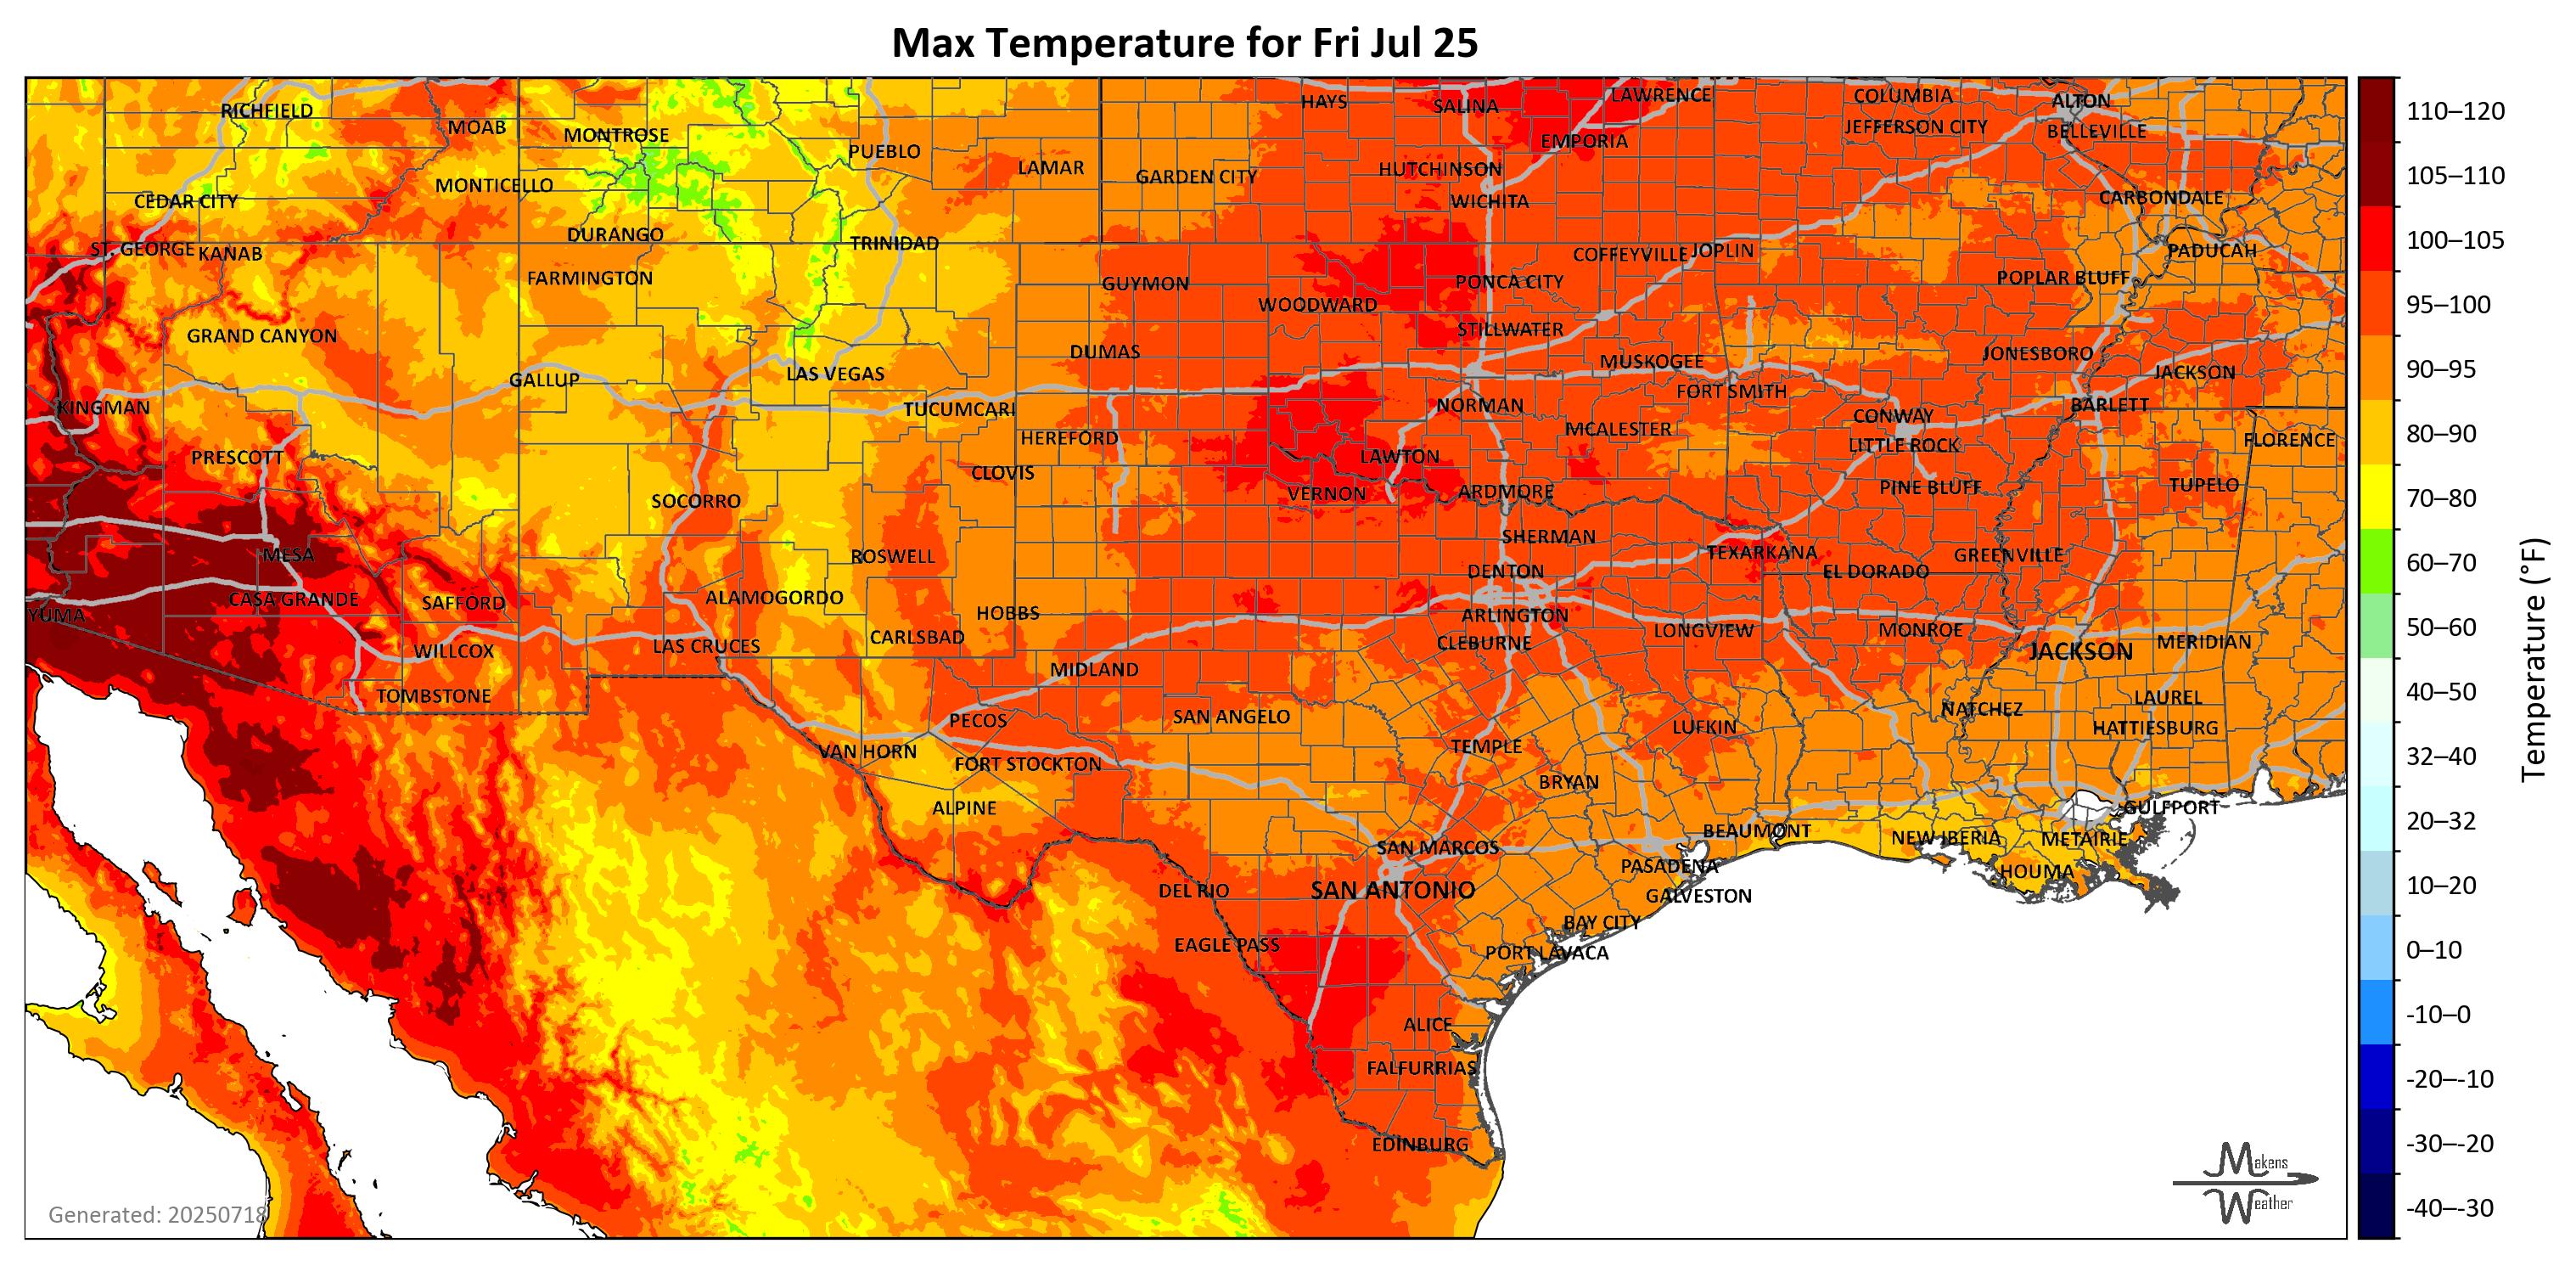 Max Temperature for Fri Jul 25
RICHFIELD
MOAB
MONTROSE
PUEBLO
LAMAR
GARDEN CITY
HAYS
SALINA
LAWRENCE
EMPORIA
HUTCHINSON
WICHITA
COLUMBIA
JEFFERSON CITY
ALTON
BELLEVILLE
CARBONDALE
CEDAR CITY
MONTICELLO
DURANGO
TRINIDAD
ST. GEORGE
KANAB
FARMINGTON
GUYMON
WOODWARD
PONCA CITY
COFFEYVILLE
JOPLIN
POPLAR BLUFF
PADUCAH
GRAND CANYON
GALLUP
LAS VEGAS
DUMAS
STILLWATER
MUSKOGEE
FORT SMITH
JONESBORO
JACKSON
KINGMAN
TUCUMCARI
HEREFORD
NORMAN
MCALESTER
CONWAY
LITTLE ROCK
BARLETT
FLORENCE
PRESCOTT
SOCORRO
CLOVIS
LAWTON
VERNON
ARDMORE
PINE BLUFF
TUPELO
MESA
ROSWELL
SHERMAN
TEXARKANA
GREENVILLE
CASA GRANDE
SAFFORD
ALAMOGORDO
HOBBS
DENTON
EL DORADO
YUMA
WILLCOX
LAS CRUCES
CARLSBAD
ARLINGTON
CLEBURNE
LONGVIEW
MONROE
JACKSON
MERIDIAN
TOMBSTONE
MIDLAND
PECOS
SAN ANGELO
LUFKIN
NATCHEZ
LAUREL
HATTIESBURG
VAN HORN
FORT STOCKTON
TEMPLE
BRYAN
ALPINE
BEAUMONT
NEW IBERIA
METAIRIE
GULFPORT
SAN MARCOS
PASADENA
HOUMA
DEL RIO
SAN ANTONIO
GALVESTON
EAGLE PASS
BAY CITY
PORT LAVACA
ALICE
FALFURRIAS
EDINBURG
Generated: 20250718
Makens
Weather
110–120
105–110
100–105
95–100
90–95
80–90
70–80
60–70
50–60
40–50
32–40
20–32
10–20
0–10
-10–0
-20–-10
-30–-20
-40–-30
Temperature (°F)